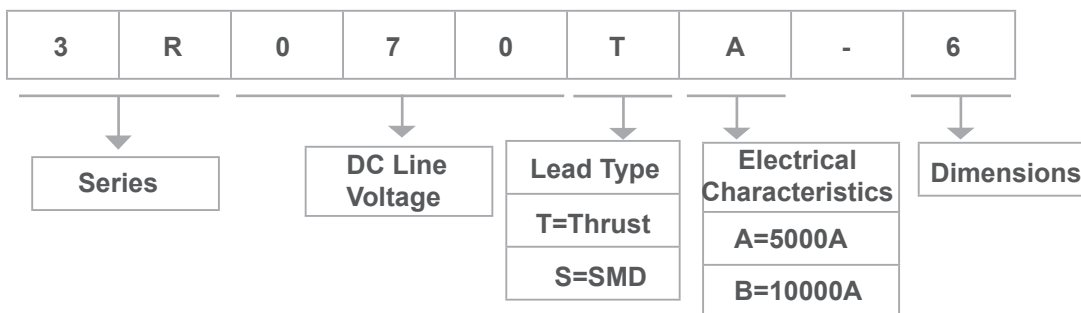 3 R 0 7 0 T A - 6
Series
DC Line
Voltage
Lead Type
T=Thrust
S=SMD
Electrical
Characteristics
A=5000A
B=10000A
Dimensions